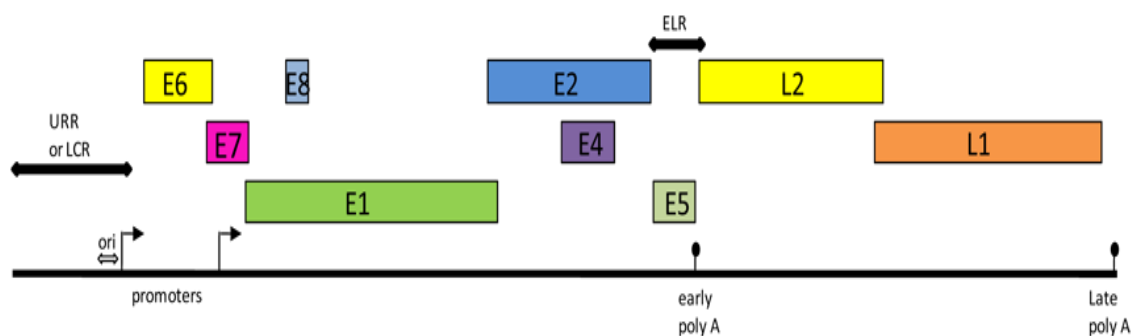 ELR
E6
E8
E2
L2
URR
or LCR
E7
E4
L1
E1
E5
ori
promoters
early
poly A
Late
poly A